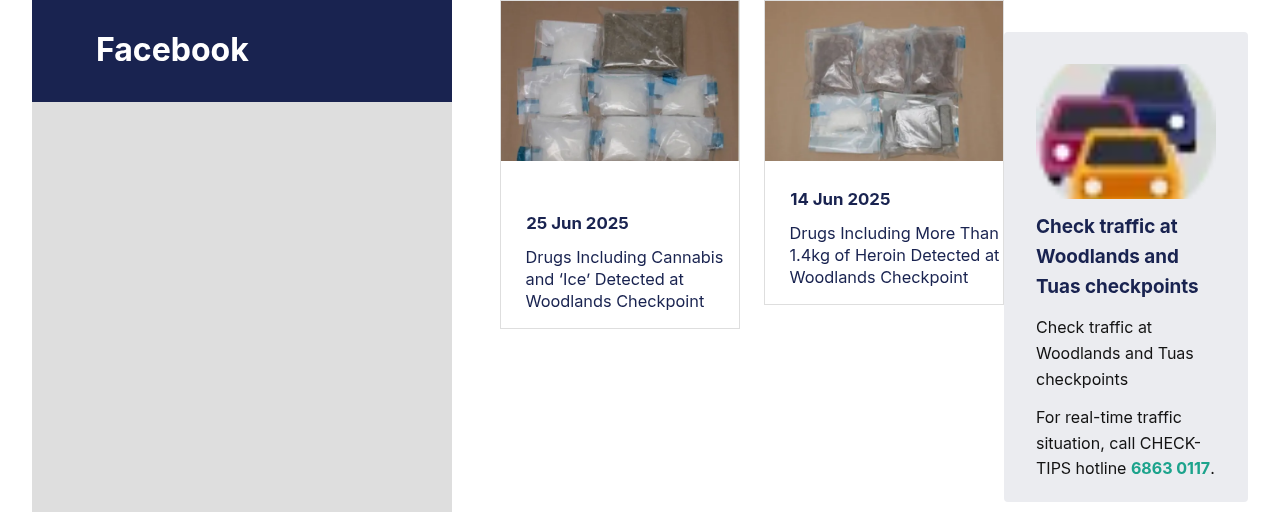 Facebook
25 Jun 2025
Drugs Including Cannabis
and ‘Ice’ Detected at
Woodlands Checkpoint
14 Jun 2025
Drugs Including More Than
1.4kg of Heroin Detected at
Woodlands Checkpoint
Check traffic at
Woodlands and
Tuas checkpoints
Check traffic at
Woodlands and Tuas
checkpoints
For real-time traffic
situation, call CHECK-
TIPS hotline 6863 0117.